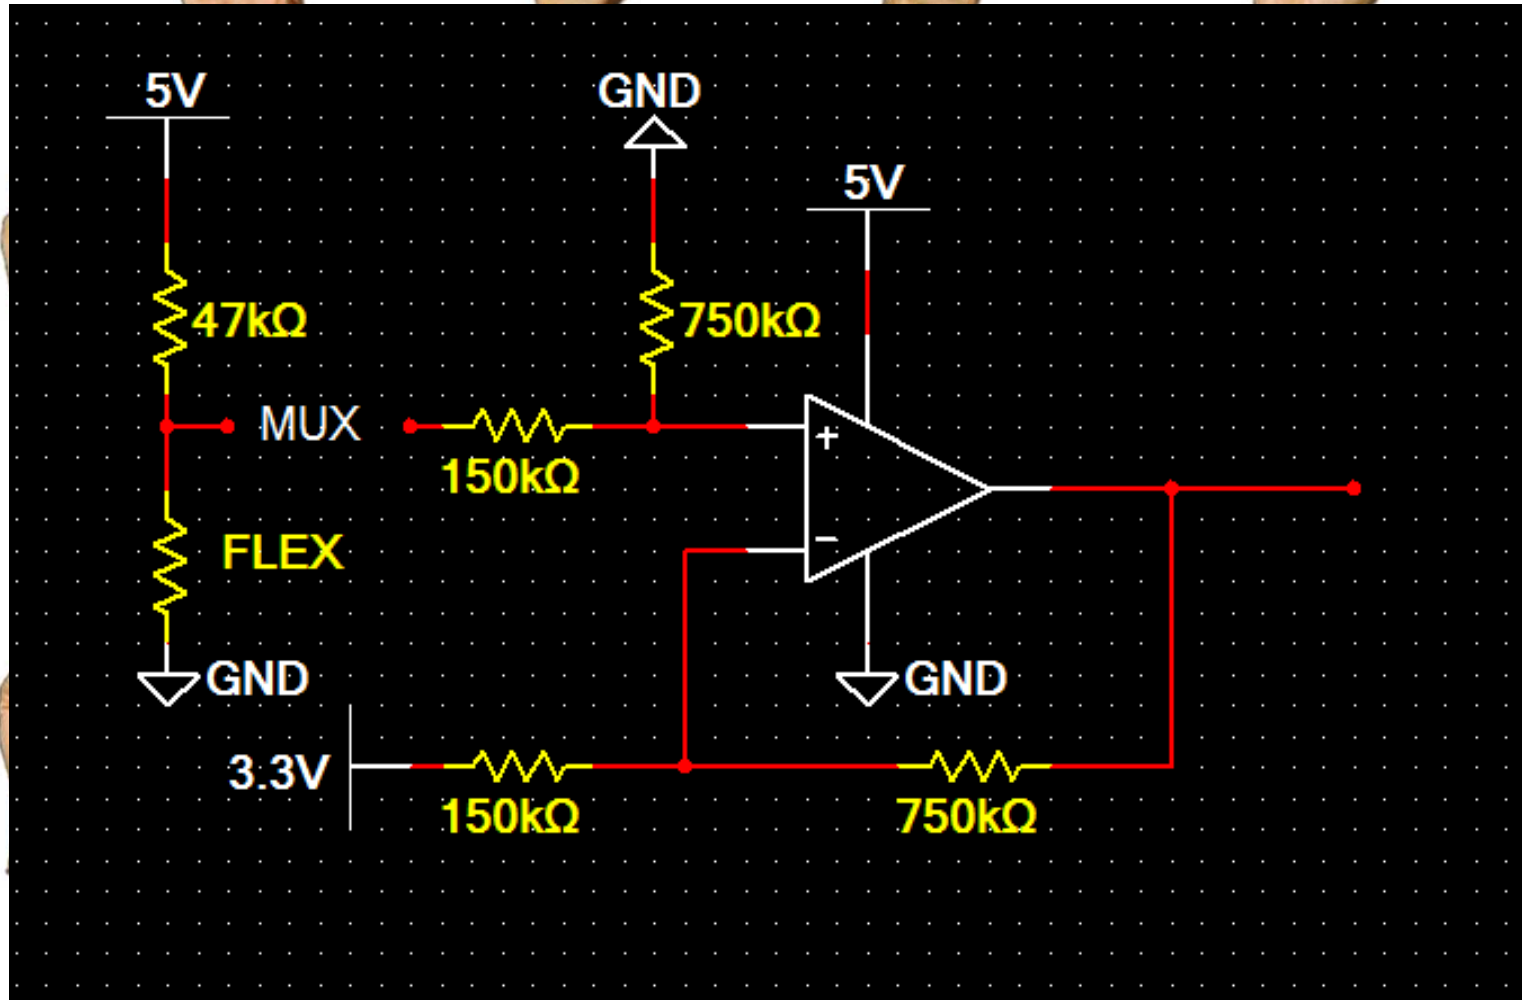 5V
GND
5V
47kΩ
750kΩ
MUX
150kΩ
+
−
FLEX
GND
GND
3.3V
150kΩ
750kΩ